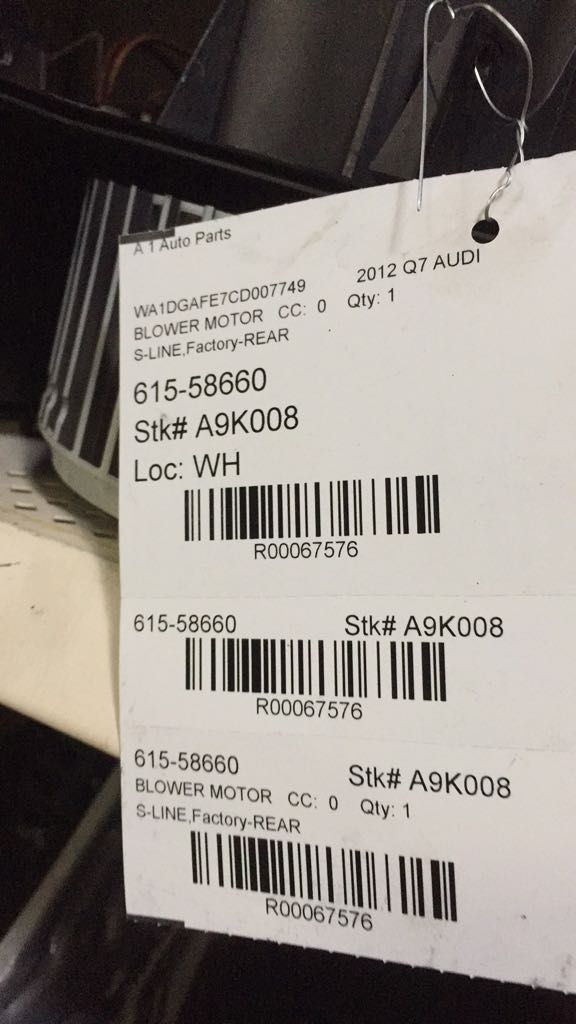 A 1 Auto Parts
WA1DGAFE7CD007749 2012 Q7 AUDI
BLOWER MOTOR CC: 0 Qty: 1
S-LINE,Factory-REAR
615-58660
Stk# A9K008
Loc: WH
R00067576
615-58660 Stk# A9K008
R00067576
615-58660 Stk# A9K008
BLOWER MOTOR CC: 0 Qty: 1
S-LINE,Factory-REAR
R00067576